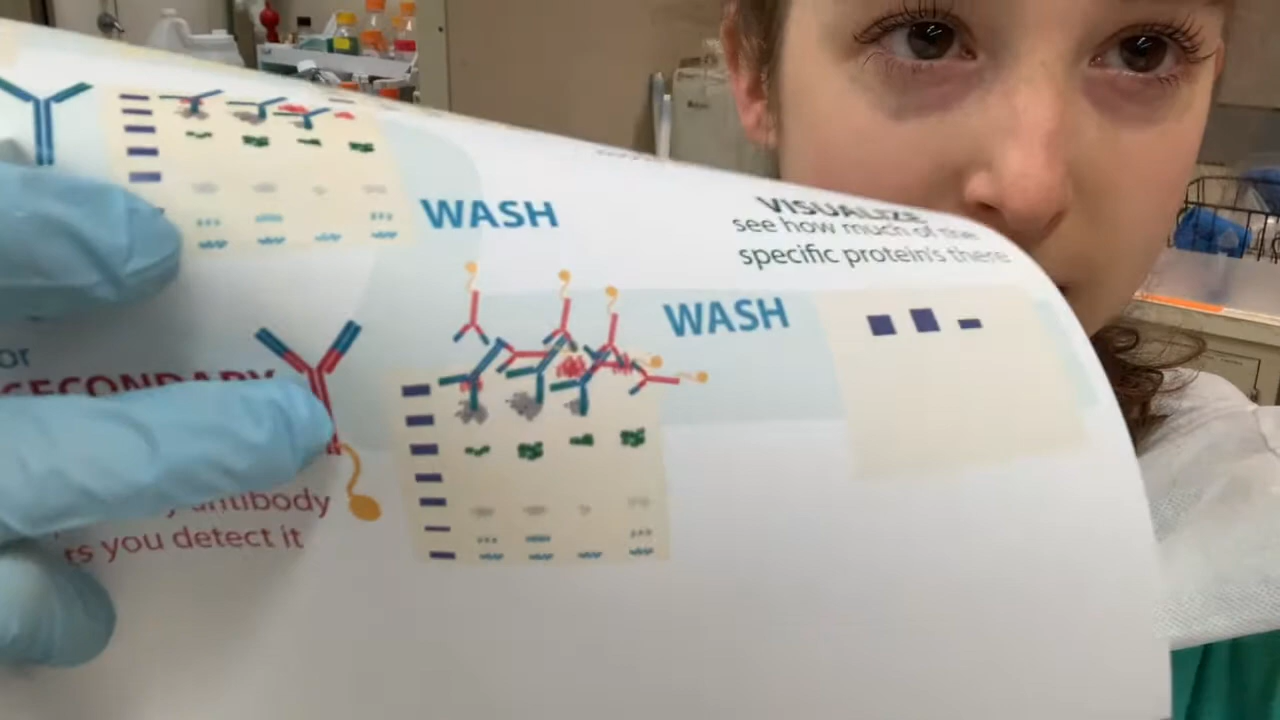 WASH
VISUALIZE
see how much of the
specific protein's there
WASH
or
SECONDARY
antibody
rs you detect it